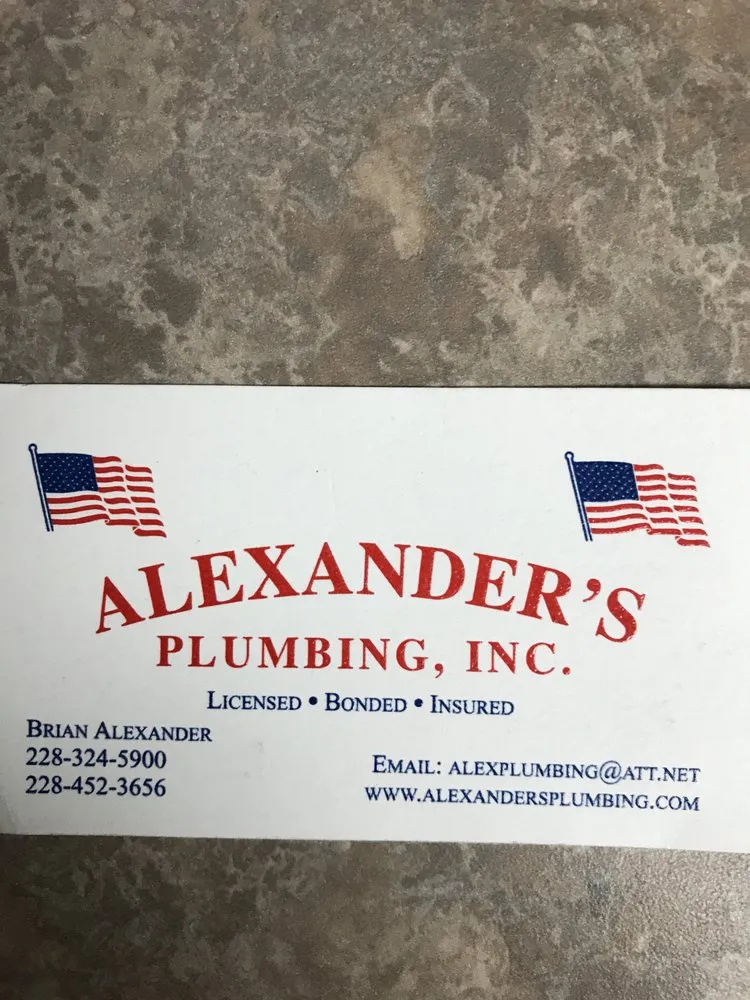 ALEXANDER'S
PLUMBING, INC.
LICENSED • BONDED • INSURED
BRIAN ALEXANDER
228-324-5900
228-452-3656
EMAIL: ALEXPLUMBING@ATT.NET
WWW.ALEXANDERSPLUMBING.COM